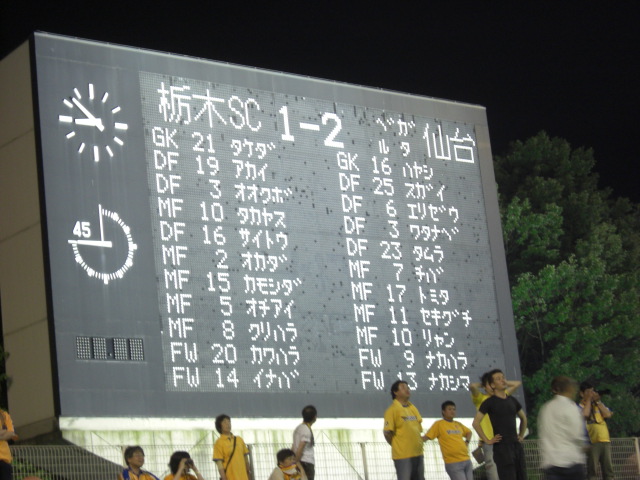 栃木SC 1-2 ベガルタ 仙台
GK 21 タケダ
DF 19 アカイ
DF 3 オオクボ
MF 10 タカヤス
DF 16 サイトウ
MF 2 オカダ
MF 15 カモシダ
MF 5 オチアイ
MF 8 クリハラ
FW 20 カワハラ
FW 14 イナバ
GK 16 ハヤシ
DF 25 スガイ
DF 6 エリゼウ
DF 3 ワタナベ
DF 23 タムラ
MF 7 チバ
MF 17 トミタ
MF 11 セキグチ
MF 10 リャン
FW 9 ナカハラ
FW 13 ナカシマ
45